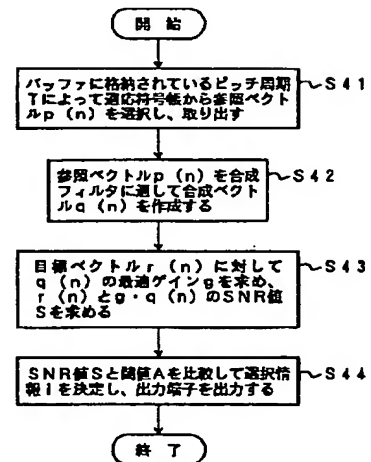 開 始
バッファに格納されているピッチ周期
Tによって適応符号帳から参照ベクト
ルp (n) を選択し、取り出す
S41
参照ベクトルp (n) を合成
フィルタに通して合成ベクト
ルq (n) を作成する
S42
目標ベクトルr (n) に対して
q (n) の最適ゲインgを求め、
r (n) とg・q (n) のSNR値
Sを求める
S43
SNR値Sと閾値Aを比較して選択情
報iを決定し、出力端子を出力する
S44
終 了